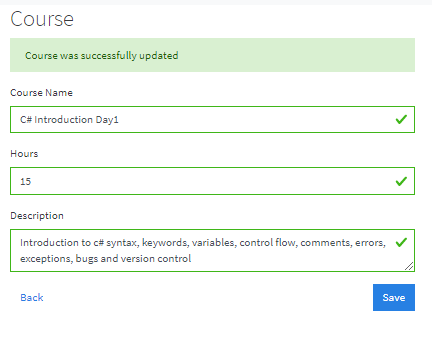 Course
Course was successfully updated
Course Name
C# Introduction Day1
Hours
15
Description
Introduction to c# syntax, keywords, variables, control flow, comments, errors,
exceptions, bugs and version control
Back Save